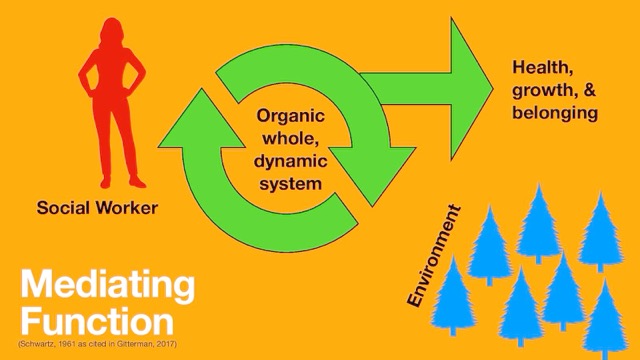 Organic
whole,
dynamic
system
Health,
growth, &
belonging
Social Worker
Environment
Mediating
Function
(Schwartz, 1961 as cited in Gitterman, 2017)